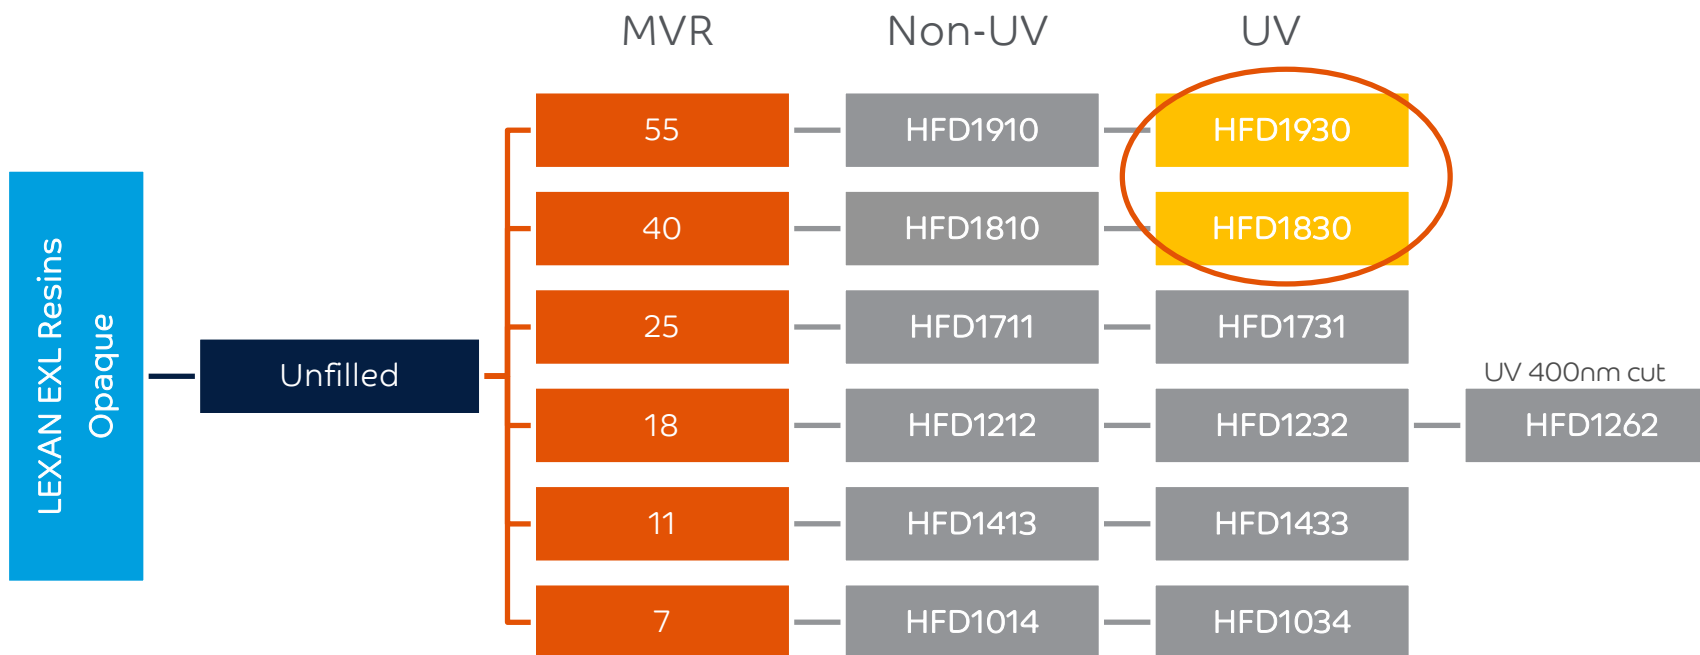 MVR Non-UV UV
LEXAN EXL Resins
Opaque
Unfilled
55 HFD1910 HFD1930
40 HFD1810 HFD1830
25 HFD1711 HFD1731
UV 400nm cut
18 HFD1212 HFD1232 HFD1262
11 HFD1413 HFD1433
7 HFD1014 HFD1034